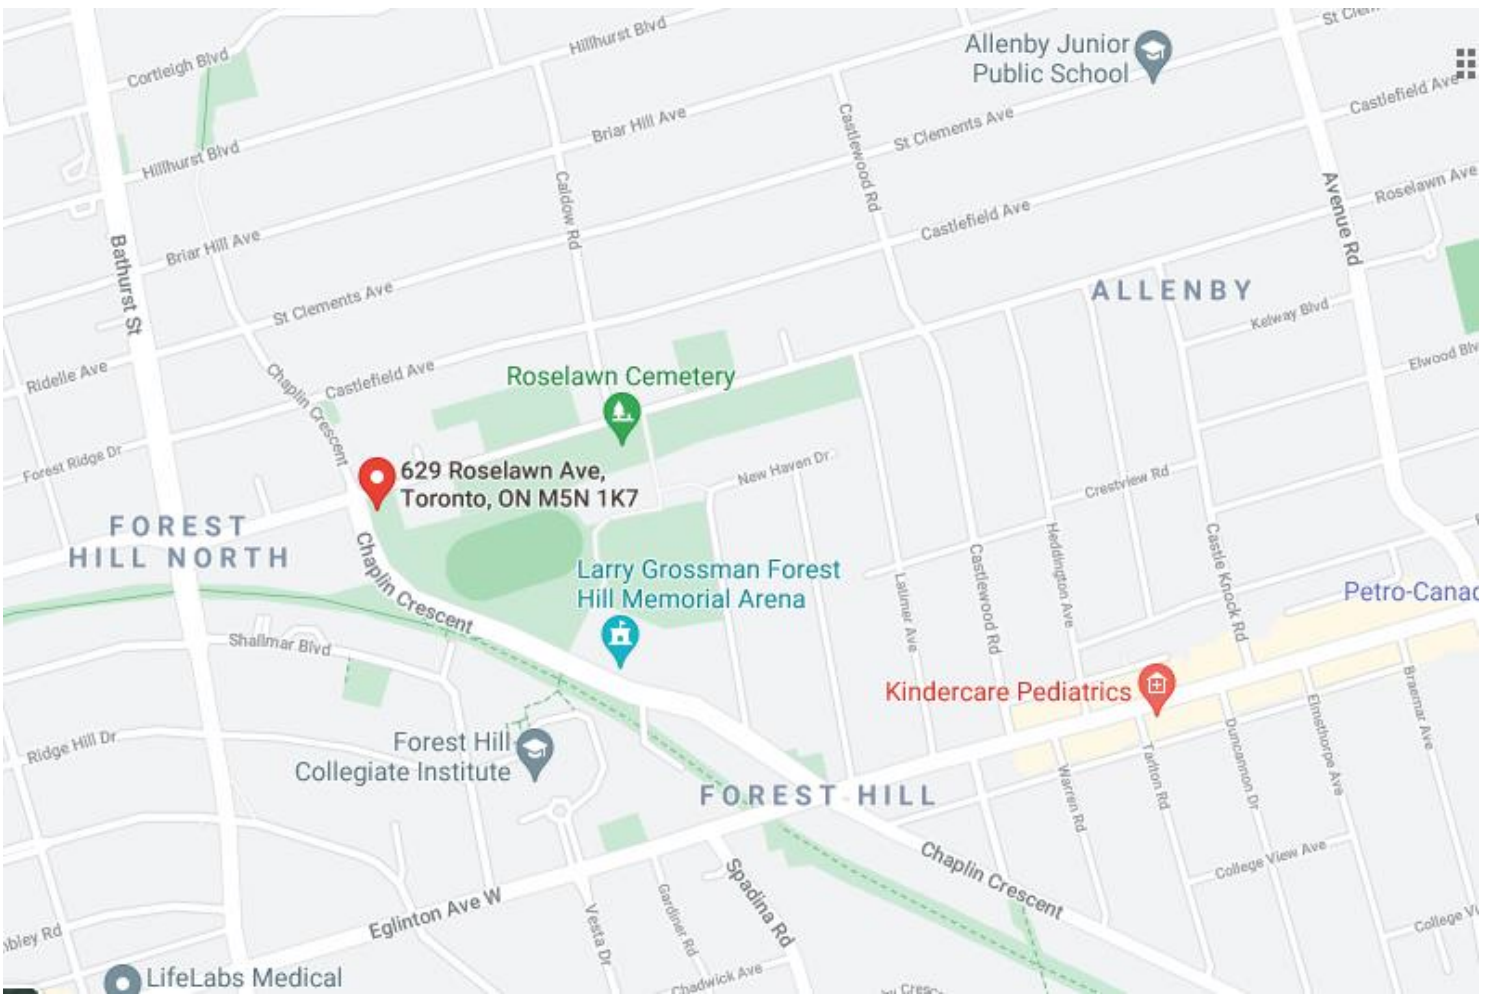 St Clem
Hillhurst Blvd
Allenby Junior
Public School
Cortleigh Blvd
Castlefield Ave
Briar Hill Ave
Castlewood Rd
St Clements Ave
Hillhurst Blvd
Caldow Rd
Avenue Rd
Roselawn Ave
Castlefield Ave
Bathurst St
Briar Hill Ave
ALLENBY
St Clements Ave
Kelway Blvd
Ridelle Ave
Chaplin Crescent
Castlefield Ave
Elwood Blv
Roselawn Cemetery
Forest Ridge Dr
629 Roselawn Ave,
Toronto, ON M5N 1K7
New Haven Dr
Crestview Rd
FOREST
HILL NORTH
Chaplin Crescent
Heddington Ave
Castle Knock Rd
Castlewood Rd
Latimer Ave
Larry Grossman Forest
Hill Memorial Arena
Petro-Canad
Shallmar Blvd
Kindercare Pediatrics
Braemar Ave
Elmsthorpe Ave
Duncannon Dr
Tarlton Rd
Warren Rd
Ridge Hill Dr
Forest Hill
Collegiate Institute
FOREST HILL
Chaplin Crescent
College View Ave
Spadina Rd
Eglinton Ave W
Gardiner Rd
Vesta Dr
College Vi
mbley Rd
LifeLabs Medical
Chadwick Ave
y Cresc